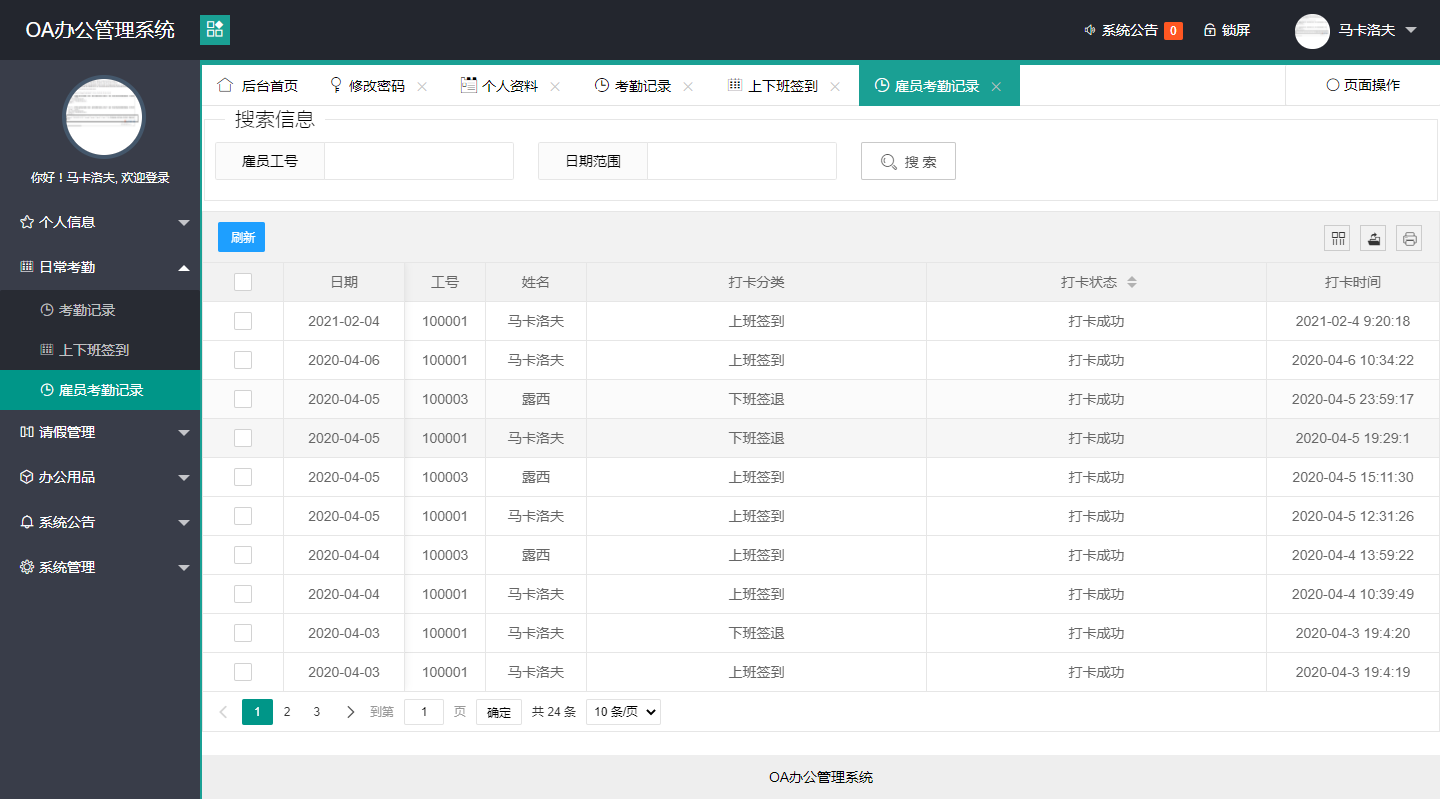 OA办公管理系统
系统公告 0 锁屏 马卡洛夫
后台首页 修改密码 个人资料 考勤记录 上下班签到 雇员考勤记录 页面操作
你好！马卡洛夫, 欢迎登录
个人信息
日常考勤
考勤记录
上下班签到
雇员考勤记录
请假管理
办公用品
系统公告
系统管理
搜索信息
雇员工号 日期范围 搜 索
刷新
日期 工号 姓名 打卡分类 打卡状态 打卡时间
2021-02-04 100001 马卡洛夫 上班签到 打卡成功 2021-02-4 9:20:18
2020-04-06 100001 马卡洛夫 上班签到 打卡成功 2020-04-6 10:34:22
2020-04-05 100003 露西 下班签退 打卡成功 2020-04-5 23:59:17
2020-04-05 100001 马卡洛夫 下班签退 打卡成功 2020-04-5 19:29:1
2020-04-05 100003 露西 上班签到 打卡成功 2020-04-5 15:11:30
2020-04-05 100001 马卡洛夫 上班签到 打卡成功 2020-04-5 12:31:26
2020-04-04 100003 露西 上班签到 打卡成功 2020-04-4 13:59:22
2020-04-04 100001 马卡洛夫 上班签到 打卡成功 2020-04-4 10:39:49
2020-04-03 100001 马卡洛夫 下班签退 打卡成功 2020-04-3 19:4:20
2020-04-03 100001 马卡洛夫 上班签到 打卡成功 2020-04-3 19:4:19
1 2 3 到第 1 页 确定 共 24 条 10 条/页
OA办公管理系统